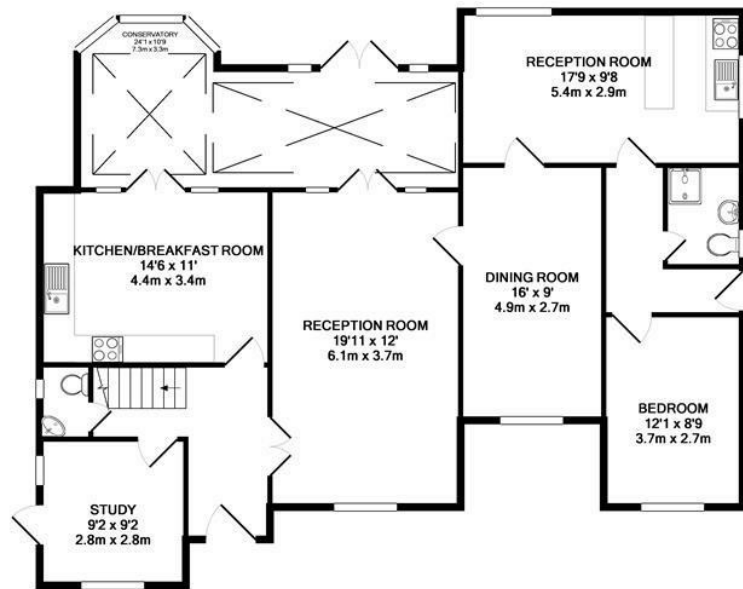 CONSERVATORY
24'1 x 10'9
7.3m x 3.3m
RECEPTION ROOM
17'9 x 9'8
5.4m x 2.9m
KITCHEN/BREAKFAST ROOM
14'6 x 11'
4.4m x 3.4m
RECEPTION ROOM
19'11 x 12'
6.1m x 3.7m
DINING ROOM
16' x 9'
4.9m x 2.7m
BEDROOM
12'1 x 8'9
3.7m x 2.7m
STUDY
9'2 x 9'2
2.8m x 2.8m